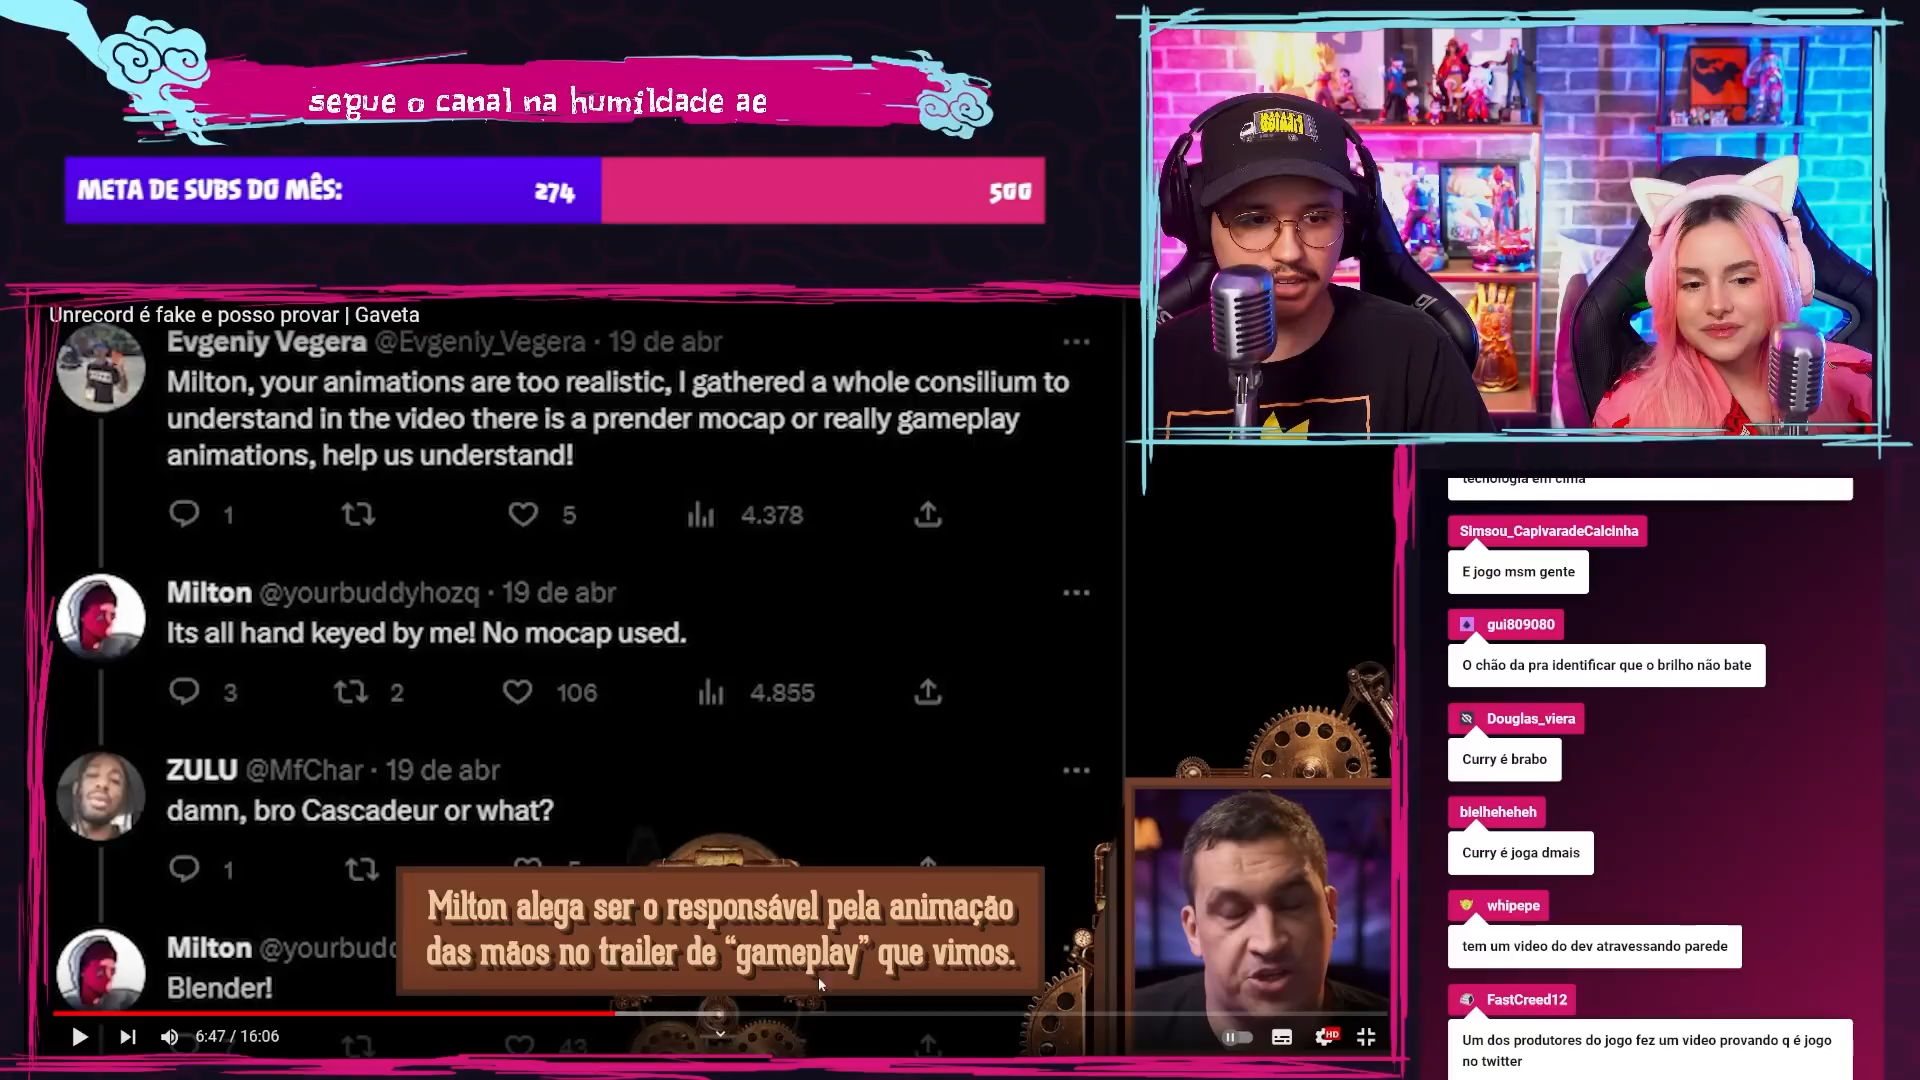 segue o canal na humildade ae
META DE SUBS DO MÊS: 274 500
Unrecord é fake e posso provar | Gaveta
Evgeniy Vegera @Evgeniy_Vegera · 19 de abr
Milton, your animations are too realistic, I gathered a whole consilium to
understand in the video there is a prender mocap or really gameplay
animations, help us understand!
1 5 4.378
Milton @yourbuddyhozq · 19 de abr
Its all hand keyed by me! No mocap used.
3 2 106 4.855
ZULU @MfChar · 19 de abr
damn, bro Cascadeur or what?
1 5
Milton @yourbudd
Blender!
43
Milton alega ser o responsável pela animação
das mãos no trailer de “gameplay” que vimos.
6:47 / 16:06
HD
tecnologia em cima
Simsou_CapivaradeCalcinha
E jogo msm gente
gui809080
O chão da pra identificar que o brilho não bate
Douglas_viera
Curry é brabo
bielheheheh
Curry é joga dmais
whipepe
tem um video do dev atravessando parede
FastCreed12
Um dos produtores do jogo fez um video provando q é jogo
no twitter